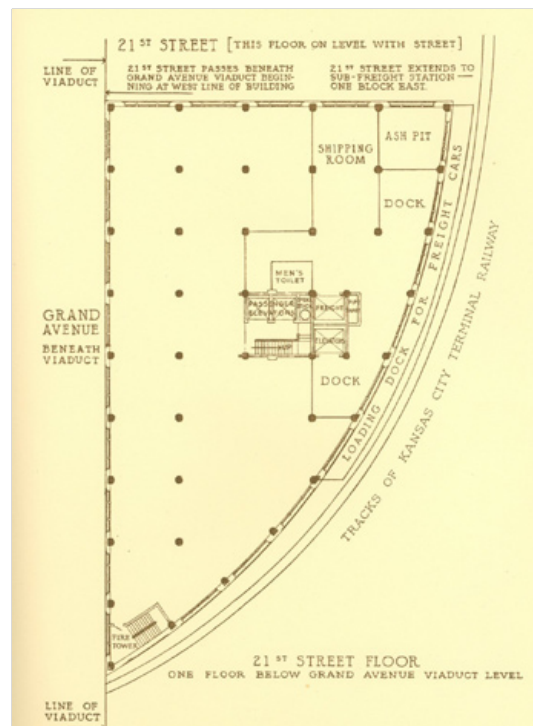 21ST STREET [THIS FLOOR ON LEVEL WITH STREET]
LINE OF
VIADUCT
21ST STREET PASSES BENEATH
GRAND AVENUE VIADUCT BEGIN-
NING AT WEST LINE OF BUILDING
21ST STREET EXTENDS TO
SUB-FREIGHT STATION
ONE BLOCK EAST.
SHIPPING
ROOM
ASH PIT
DOCK
MEN'S
TOILET
PASSENGER
ELEVATORS
FREIGHT
UP
GRAND
AVENUE
BENEATH
VIADUCT
DOCK
LOADING DOCK FOR FREIGHT CARS
TRACKS OF KANSAS CITY TERMINAL RAILWAY
FIRE
TOWER
21ST STREET FLOOR
ONE FLOOR BELOW GRAND AVENUE VIADUCT LEVEL
LINE OF
VIADUCT